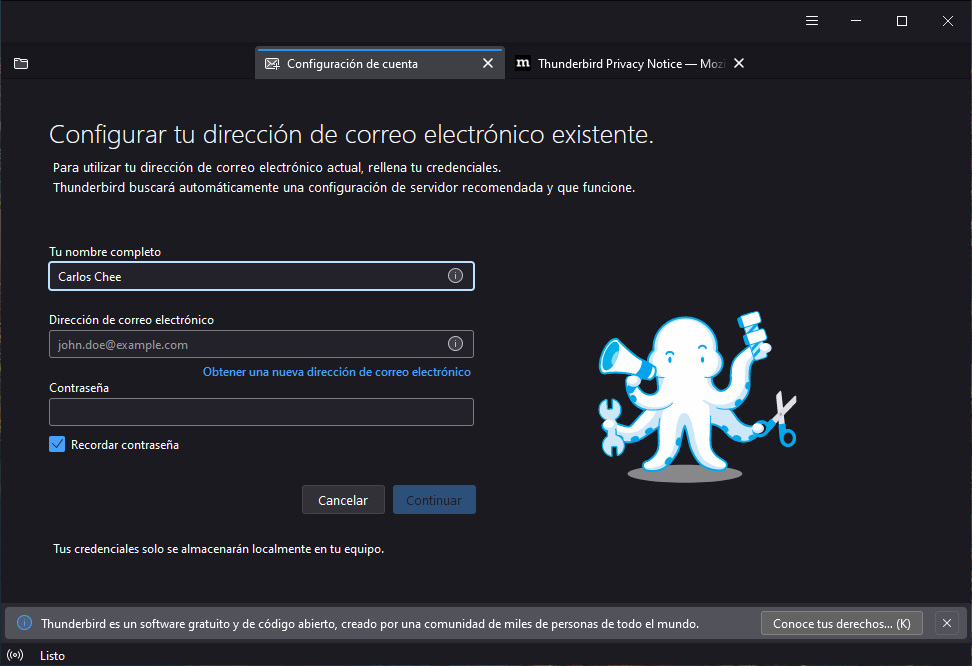 Configuración de cuenta
m Thunderbird Privacy Notice — Mozi
Configurar tu dirección de correo electrónico existente.
Para utilizar tu dirección de correo electrónico actual, rellena tu credenciales.
Thunderbird buscará automáticamente una configuración de servidor recomendada y que funcione.
Tu nombre completo
Carlos Chee
Dirección de correo electrónico
john.doe@example.com
Obtener una nueva dirección de correo electrónico
Contraseña
Recordar contraseña
Cancelar
Continuar
Tus credenciales solo se almacenarán localmente en tu equipo.
Thunderbird es un software gratuito y de código abierto, creado por una comunidad de miles de personas de todo el mundo.
Conoce tus derechos... (K)
Listo